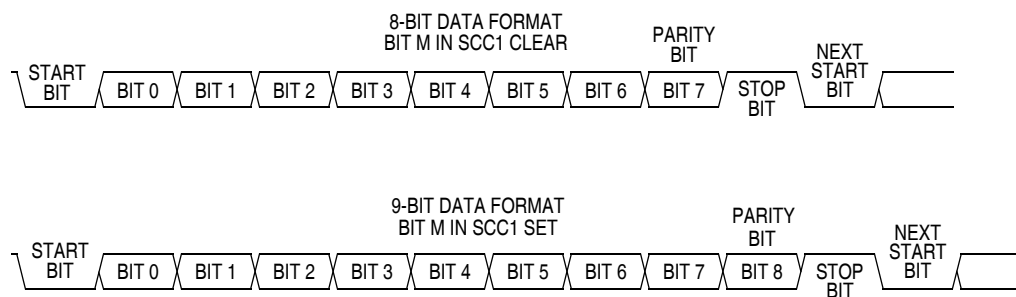 8-BIT DATA FORMAT
BIT M IN SCC1 CLEAR
PARITY
BIT
START
BIT
BIT 0
BIT 1
BIT 2
BIT 3
BIT 4
BIT 5
BIT 6
BIT 7
STOP
BIT
NEXT
START
BIT
9-BIT DATA FORMAT
BIT M IN SCC1 SET
PARITY
BIT
START
BIT
BIT 0
BIT 1
BIT 2
BIT 3
BIT 4
BIT 5
BIT 6
BIT 7
BIT 8
STOP
BIT
NEXT
START
BIT